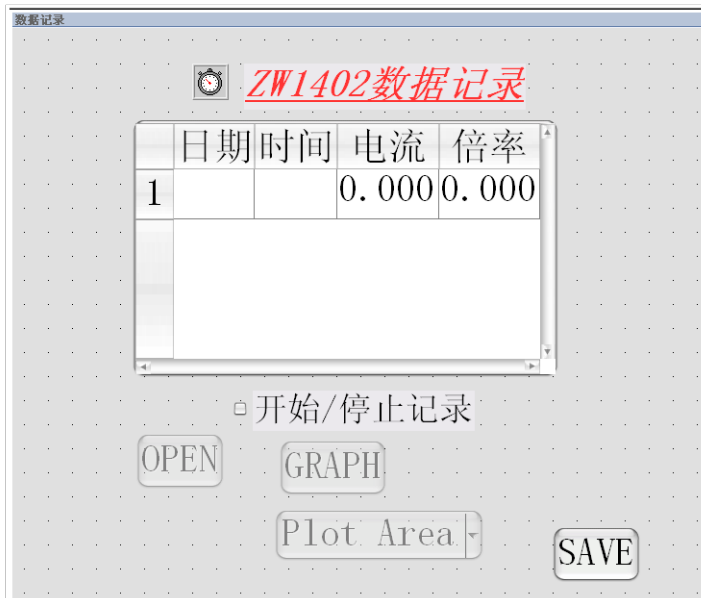 数据记录
ZW1402数据记录
日期 时间 电流 倍率
1 0.000 0.000
开始/停止记录
OPEN GRAPH
Plot Area
SAVE